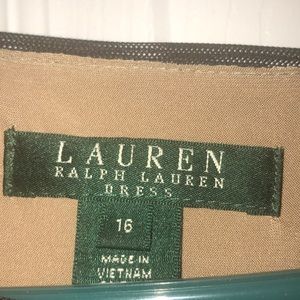 LAUREN
RALPH LAUREN
DRESS
16
MADE IN
VIETNAM